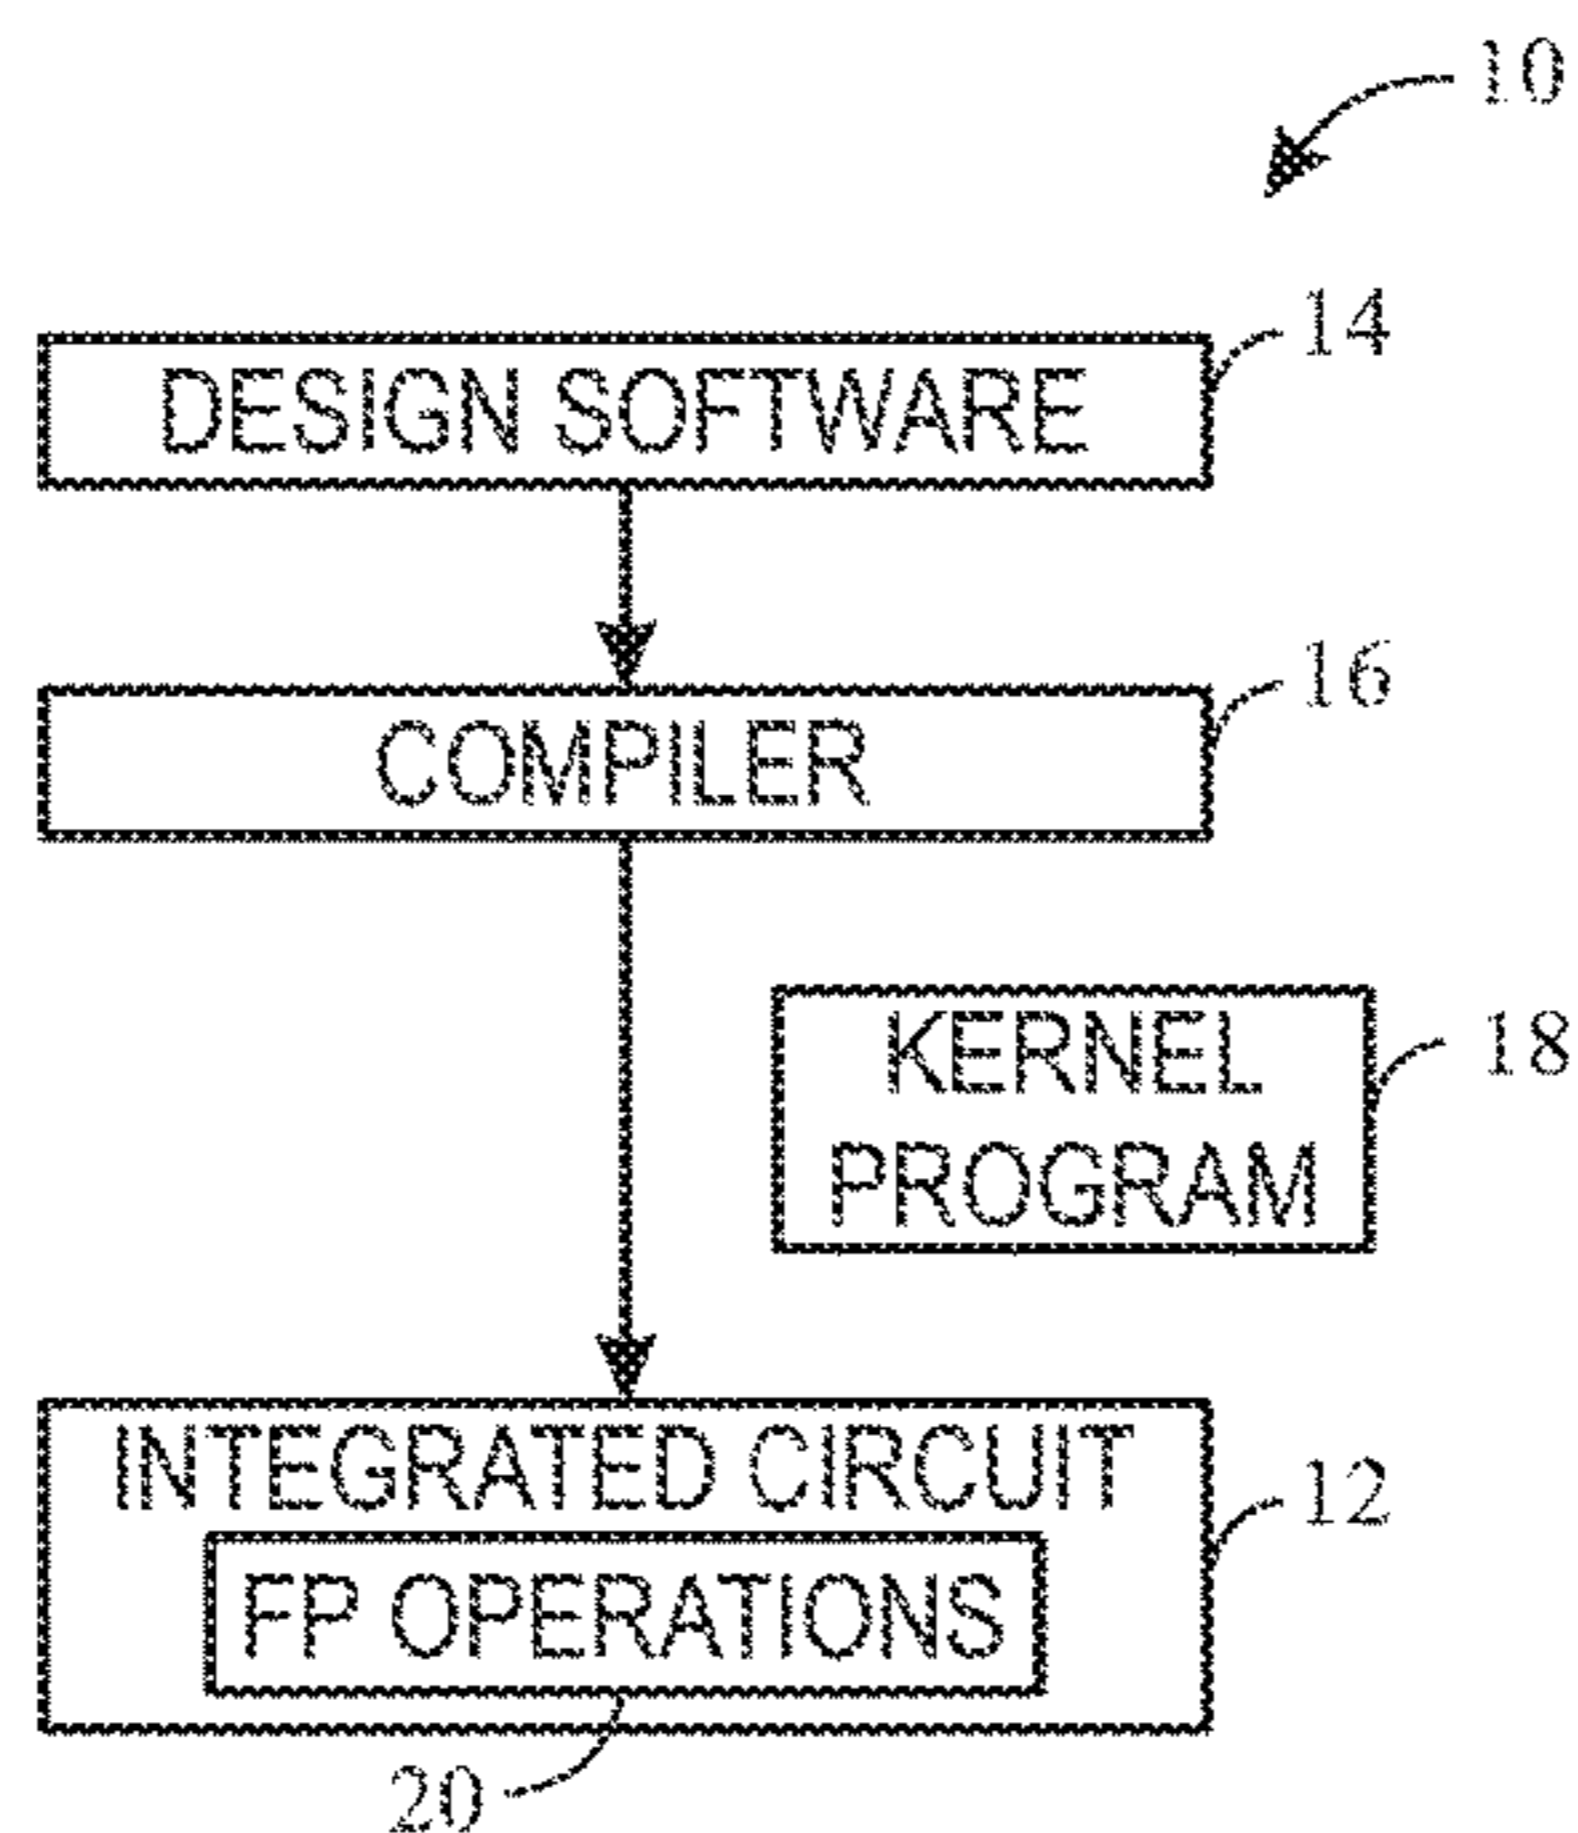 10
14
DESIGN SOFTWARE
16
COMPILER
18
KERNEL
PROGRAM
12
INTEGRATED CIRCUIT
FP OPERATIONS
20